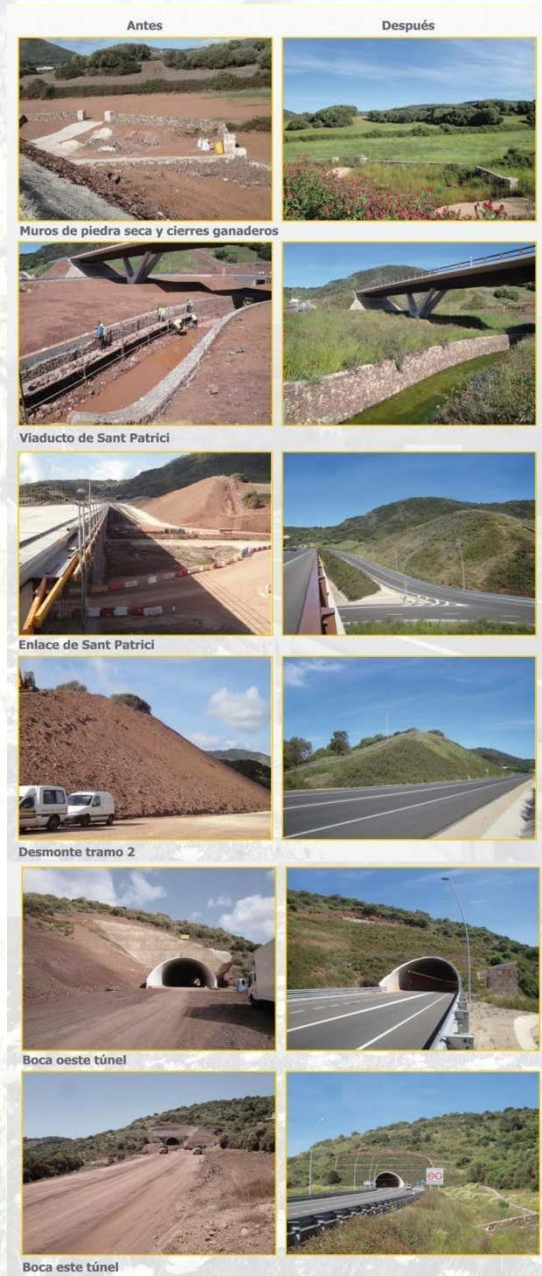 Antes Después
Muros de piedra seca y cierres ganaderos
Viaducto de Sant Patrici
Enlace de Sant Patrici
Desmonte tramo 2
Boca oeste túnel
Boca este túnel